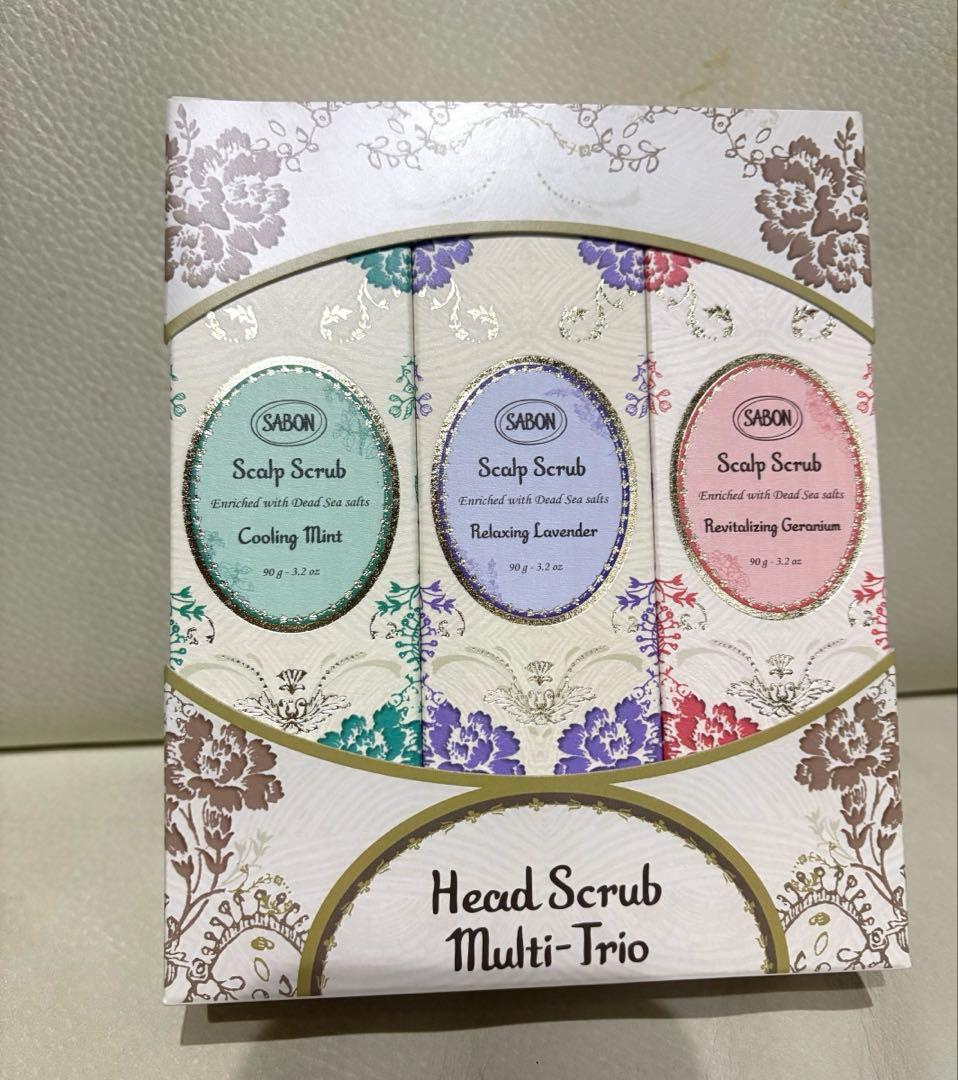 SABON
Scalp Scrub
Enriched with Dead Sea salts
Cooling Mint
90 g - 3.2 oz
SABON
Scalp Scrub
Enriched with Dead Sea salts
Relaxing Lavender
90 g - 3.2 oz
SABON
Scalp Scrub
Enriched with Dead Sea salts
Revitalizing Geranium
90 g - 3.2 oz
Head Scrub
Multi-Trio